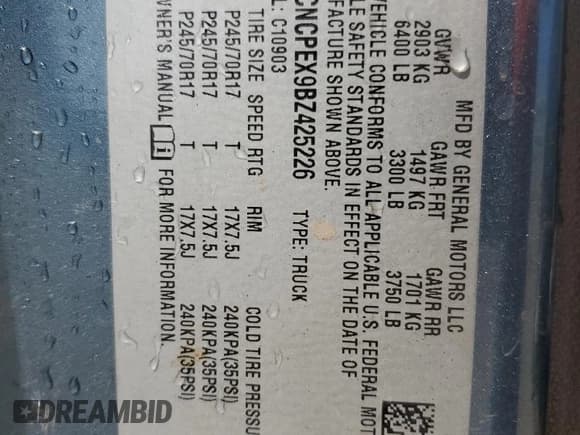 MFD BY GENERAL MOTORS LLC
GVWR GAWR FRT GAWR RR
2903 KG 1497 KG 1701 KG
6400 LB 3300 LB 3750 LB
VEHICLE CONFORMS TO ALL APPLICABLE U.S. FEDERAL MOT
LE SAFETY STANDARDS IN EFFECT ON THE DATE OF
FACTURE SHOWN ABOVE.
CNCPEX9BZ425226 TYPE: TRUCK
L: C10903
TIRE SIZE SPEED RTG RIM COLD TIRE PRESSU
P245/70R17 T 17X7.5J 240KPA(35PSI)
P245/70R17 T 17X7.5J 240KPA(35PSI)
P245/70R17 T 17X7.5J 240KPA(35PSI)
WNER'S MANUAL FOR MORE INFORMATION.
DREAMBID